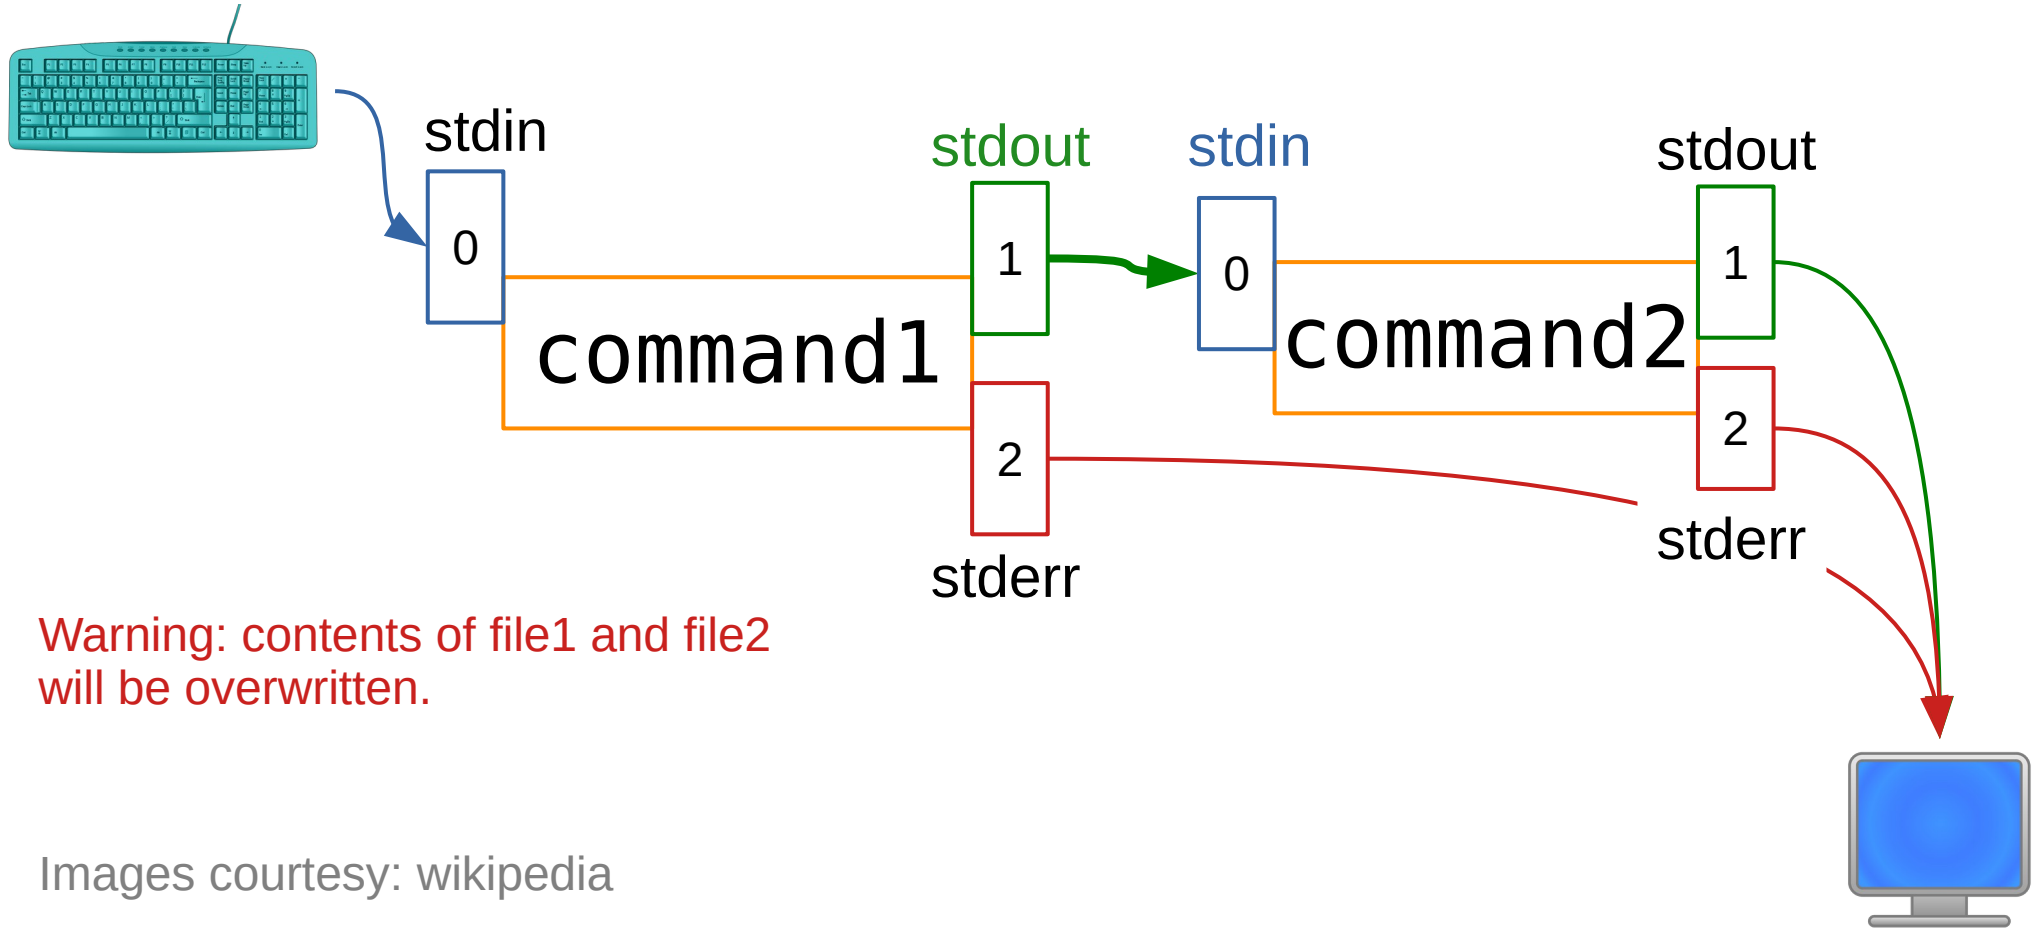 stdin
stdout
stdin
stdout
0
1
0
1
command1
command2
2
2
stderr
stderr
Warning: contents of file1 and file2
will be overwritten.
Images courtesy: wikipedia